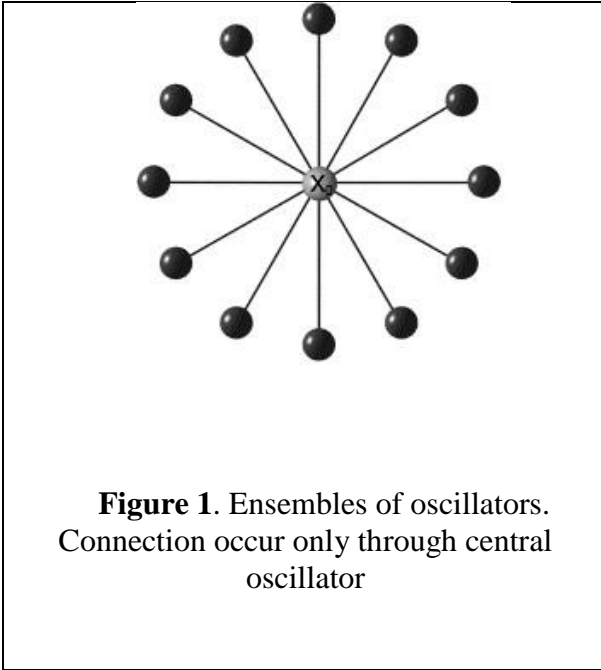 X₁
Figure 1. Ensembles of oscillators.
Connection occur only through central
oscillator